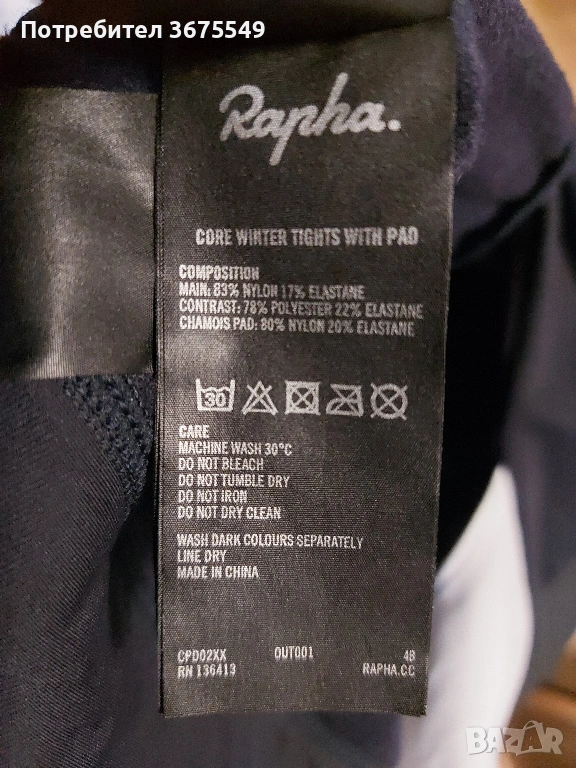 Потребител 3675549
Rapha.
CORE WINTER TIGHTS WITH PAD
COMPOSITION
MAIN: 83% NYLON 17% ELASTANE
CONTRAST: 78% POLYESTER 22% ELASTANE
CHAMOIS PAD: 80% NYLON 20% ELASTANE
30
CARE
MACHINE WASH 30°C
DO NOT BLEACH
DO NOT TUMBLE DRY
DO NOT IRON
DO NOT DRY CLEAN
WASH DARK COLOURS SEPARATELY
LINE DRY
MADE IN CHINA
CPD02XX OUT001 4B
RN 136413 RAPHA.CC
BAZAR